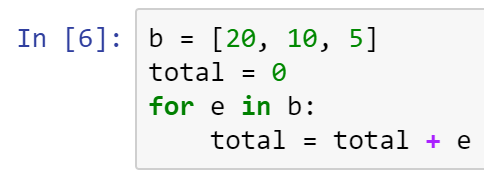 In [6]: b = [20, 10, 5]
total = 0
for e in b:
    total = total + e